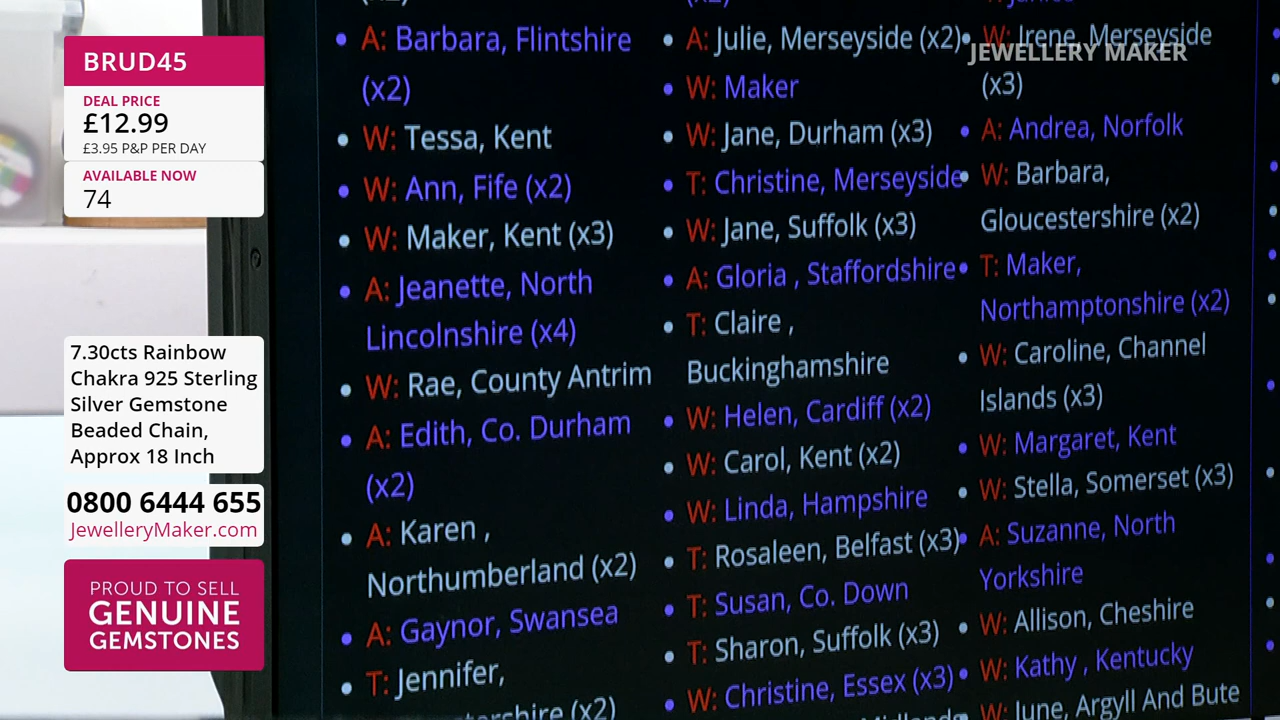 BRUD45
DEAL PRICE
£12.99
£3.95 P&P PER DAY
AVAILABLE NOW
74
7.30cts Rainbow
Chakra 925 Sterling
Silver Gemstone
Beaded Chain,
Approx 18 Inch
0800 6444 655
JewelleryMaker.com
PROUD TO SELL
GENUINE
GEMSTONES
(x2)
• A: Barbara, Flintshire
(x2)
• W: Tessa, Kent
• W: Ann, Fife (x2)
• W: Maker, Kent (x3)
• A: Jeanette, North
Lincolnshire (x4)
• W: Rae, County Antrim
• A: Edith, Co. Durham
(x2)
• A: Karen ,
Northumberland (x2)
• A: Gaynor, Swansea
• T: Jennifer,
(x2)
(x2)
• A: Julie, Merseyside (x2)
• W: Maker
• W: Jane, Durham (x3)
• T: Christine, Merseyside
• W: Jane, Suffolk (x3)
• A: Gloria , Staffordshire
• T: Claire ,
Buckinghamshire
• W: Helen, Cardiff (x2)
• W: Carol, Kent (x2)
• W: Linda, Hampshire
• T: Rosaleen, Belfast (x3)
• T: Susan, Co. Down
• T: Sharon, Suffolk (x3)
• W: Christine, Essex (x3)
JEWELLERY MAKER
• W: Irene, Merseyside
(x3)
• A: Andrea, Norfolk
• W: Barbara,
Gloucestershire (x2)
• T: Maker,
Northamptonshire (x2)
• W: Caroline, Channel
Islands (x3)
• W: Margaret, Kent
• W: Stella, Somerset (x3)
• A: Suzanne, North
Yorkshire
• W: Allison, Cheshire
• W: Kathy , Kentucky
• W: June, Argyll And Bute